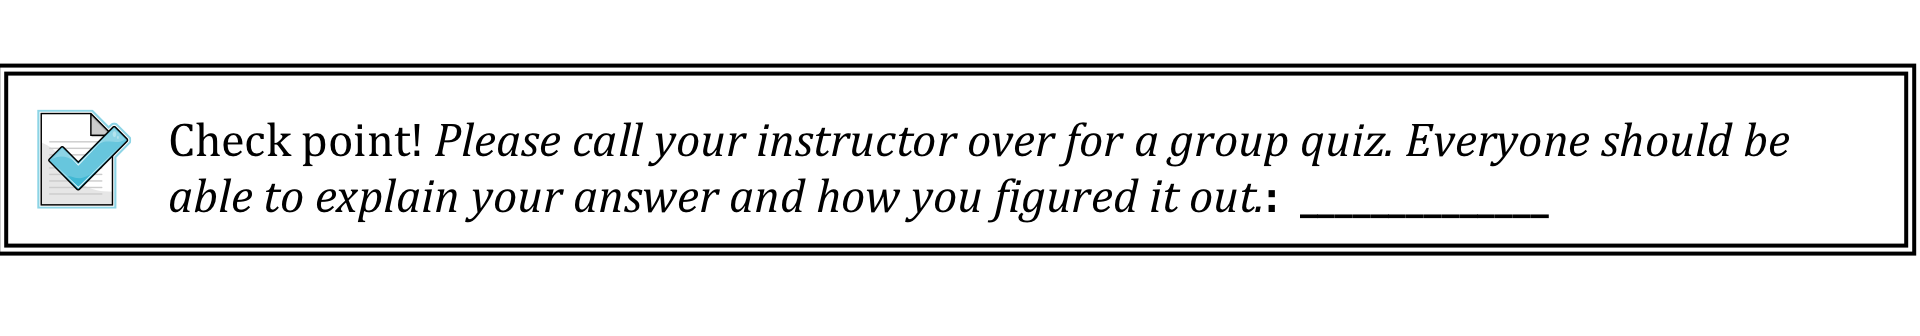 Check point! Please call your instructor over for a group quiz. Everyone should be
able to explain your answer and how you figured it out.: ______________